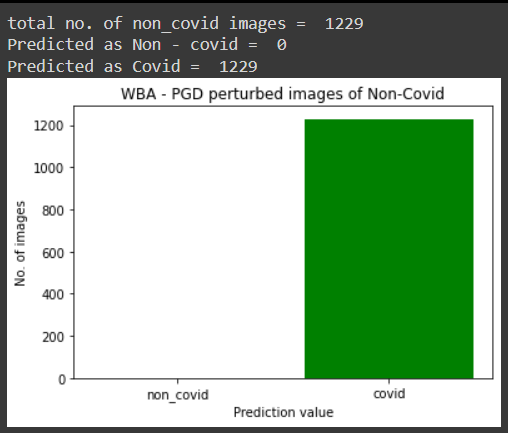 total no. of non_covid images =  1229
Predicted as Non - covid =  0
Predicted as Covid =  1229
WBA - PGD perturbed images of Non-Covid
1200
1000
800
600
400
200
0
No. of images
non_covid covid
Prediction value